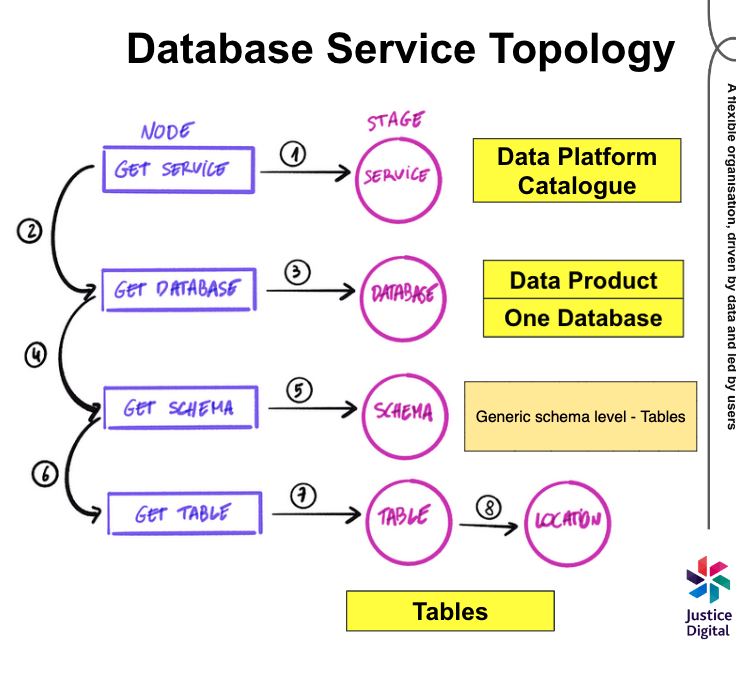 Database Service Topology
NODE
STAGE
GET SERVICE
1
SERVICE
Data Platform
Catalogue
2
GET DATABASE
3
DATABASE
Data Product
One Database
4
GET SCHEMA
5
SCHEMA
Generic schema level - Tables
6
GET TABLE
7
TABLE
8
LOCATION
Tables
A flexible organisation, driven by data and led by users
Justice
Digital